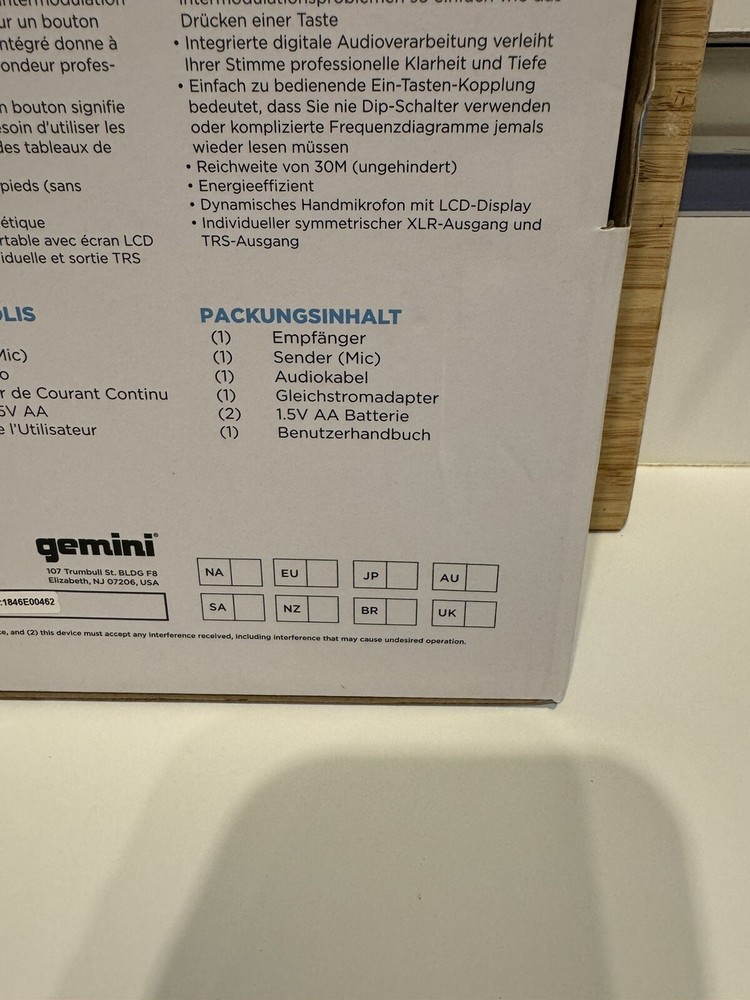 ur un bouton
ntégré donne à
ondeur profes-
n bouton signifie
soin d'utiliser les
des tableaux de
pieds (sans
étique
rtable avec écran LCD
iduelle et sortie TRS
Drücken einer Taste
• Integrierte digitale Audioverarbeitung verleiht
Ihrer Stimme professionelle Klarheit und Tiefe
• Einfach zu bedienende Ein-Tasten-Kopplung
bedeutet, dass Sie nie Dip-Schalter verwenden
oder komplizierte Frequenzdiagramme jemals
wieder lesen müssen
• Reichweite von 30M (ungehindert)
• Energieeffizient
• Dynamisches Handmikrofon mit LCD-Display
• Individueller symmetrischer XLR-Ausgang und
TRS-Ausgang
OLIS
Mic)
o
r de Courant Continu
5V AA
e l'Utilisateur
PACKUNGSINHALT
(1) Empfänger
(1) Sender (Mic)
(1) Audiokabel
(1) Gleichstromadapter
(2) 1.5V AA Batterie
(1) Benutzerhandbuch
gemini®
107 Trumbull St. BLDG F8
Elizabeth, NJ 07206, USA
:1846E00462
NA EU JP AU
SA NZ BR UK
ce, and (2) this device must accept any interference received, including interference that may cause undesired operation.